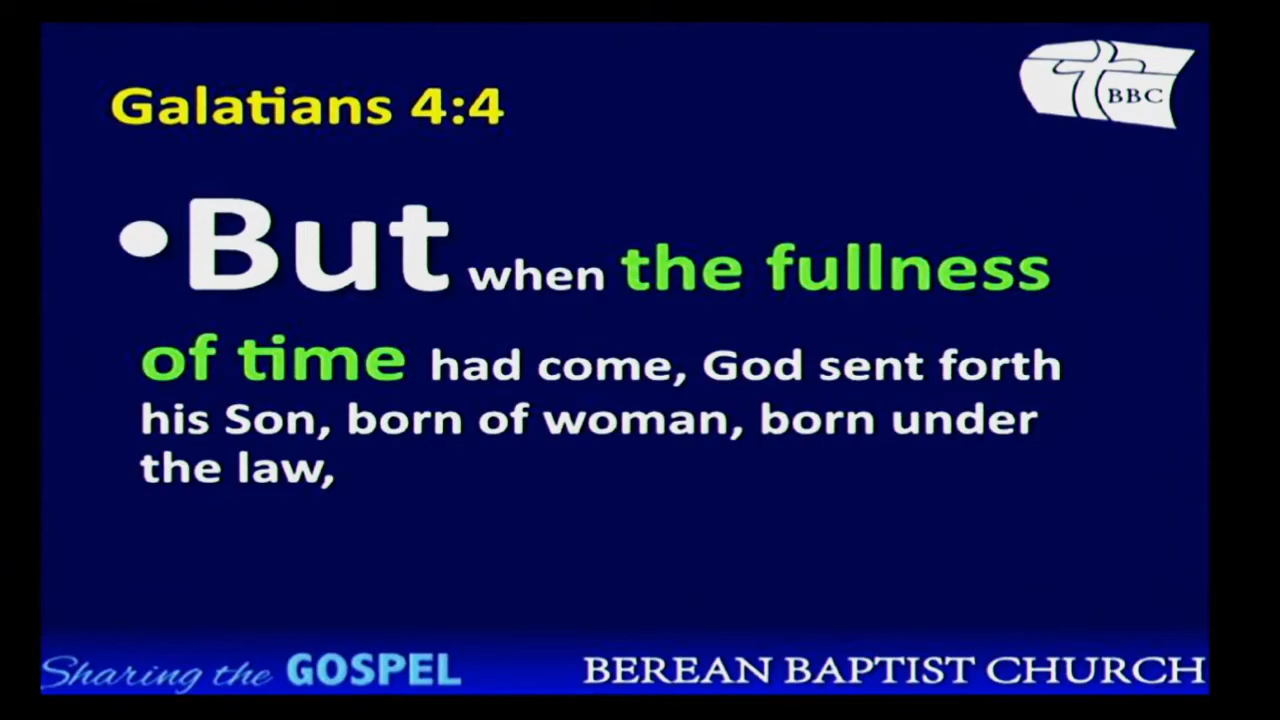 Galatians 4:4
BBC
•But when the fullness
of time had come, God sent forth
his Son, born of woman, born under
the law,
Sharing the GOSPEL
BEREAN BAPTIST CHURCH